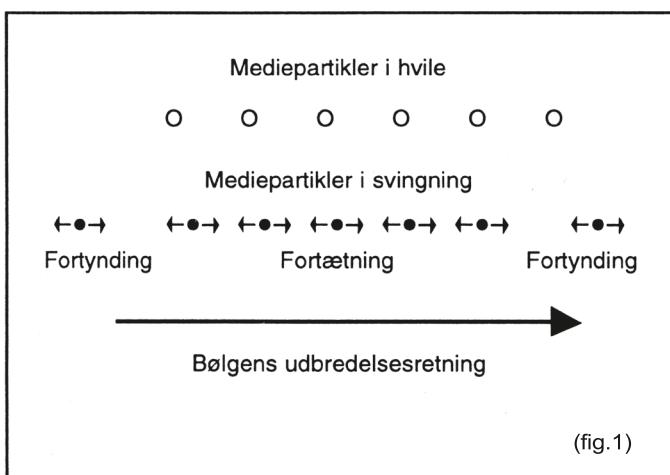 Mediepartikler i hvile
O O O O O O
Mediepartikler i svingning
Fortynding Fortætning Fortynding
Bølgens udbredelsesretning
(fig.1)